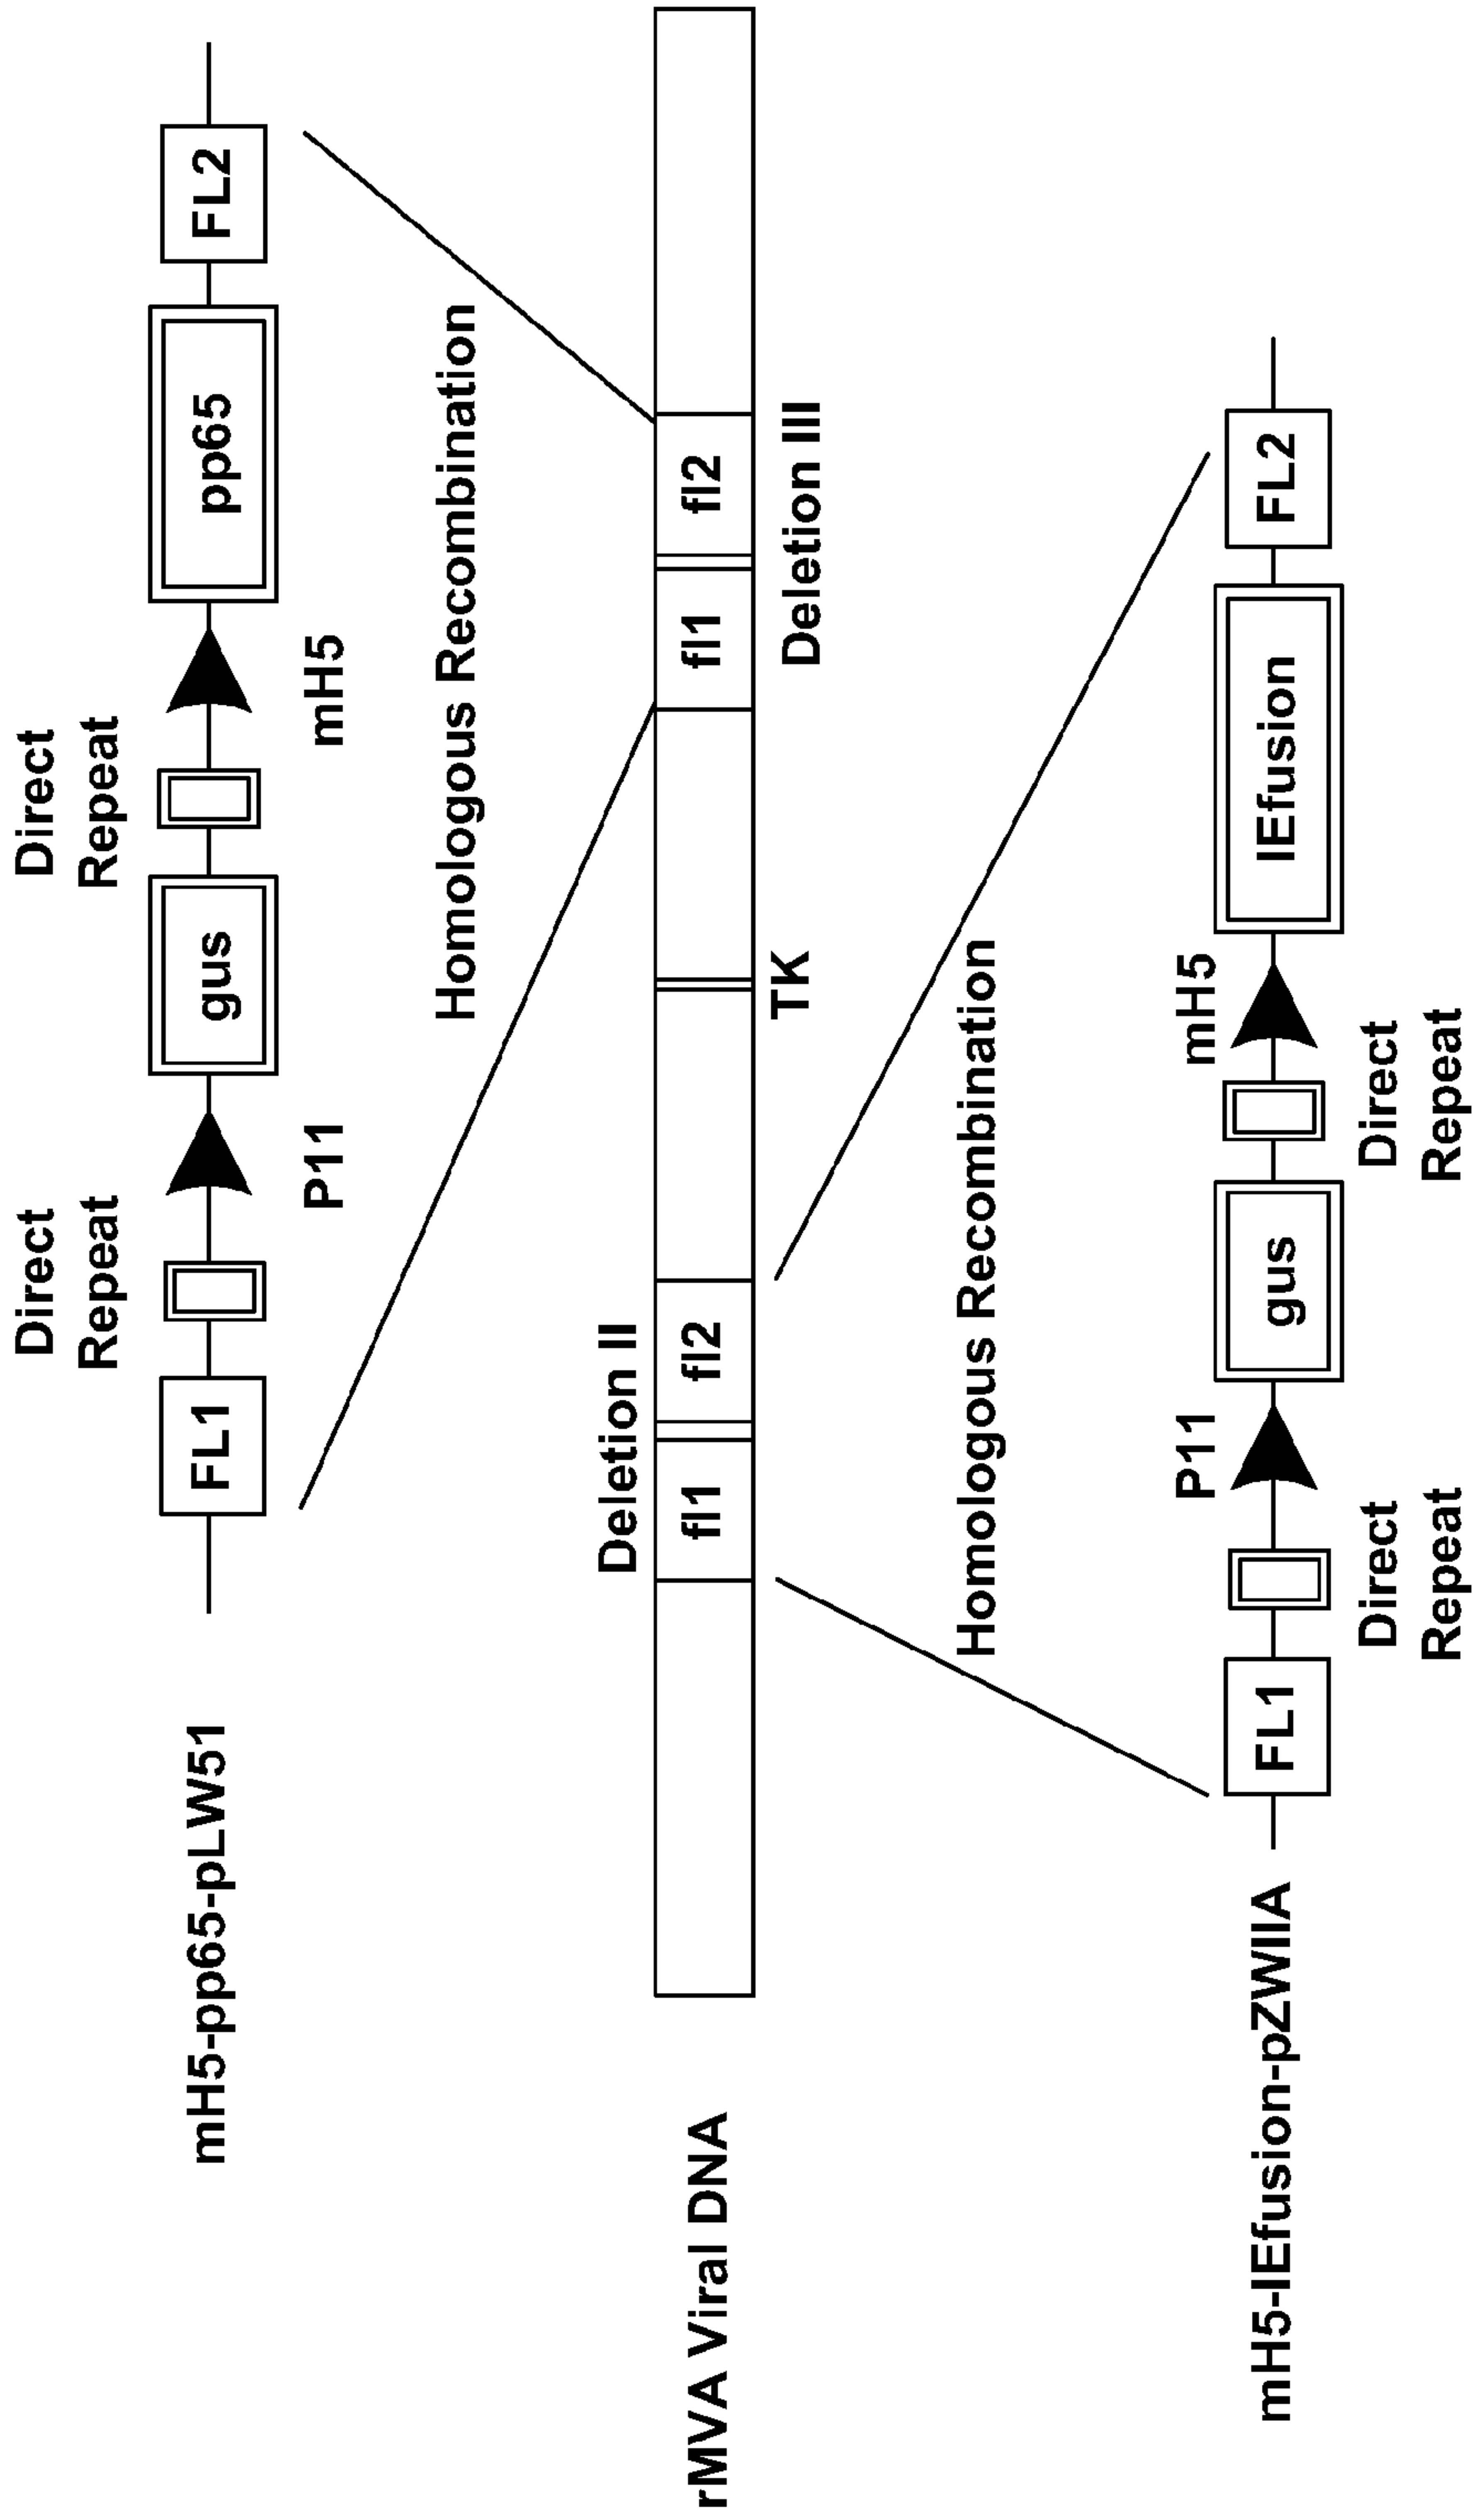 Direct
Repeat
Direct
Repeat
mH5-pp65-pLW51
FL1
gus
pp65
FL2
P11
mH5
Homologous Recombination
Deletion II
rMVA Viral DNA
fl1
fl2
fl1
fl2
TK
Deletion III
Homologous Recombination
P11
mH5
mH5-IEfusion-pZWIIA
FL1
gus
IEfusion
FL2
Direct
Repeat
Direct
Repeat